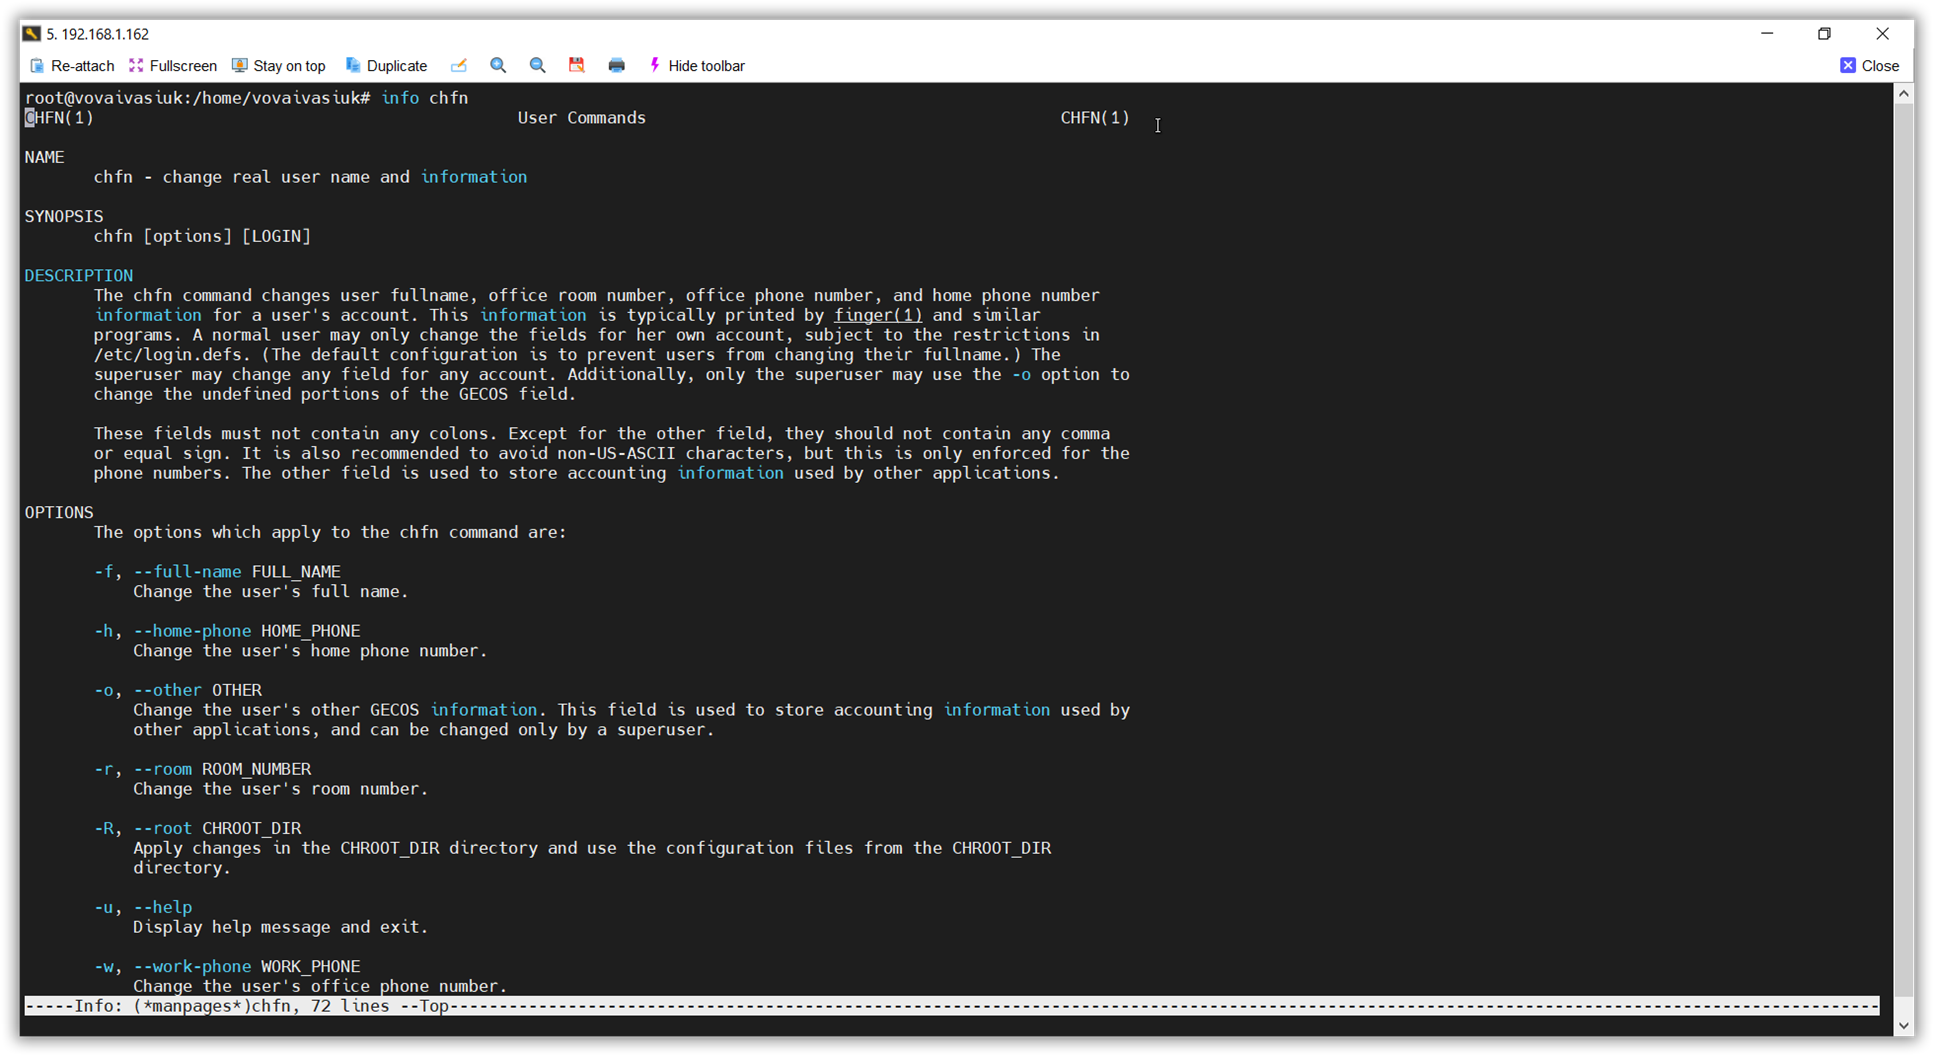 5. 192.168.1.162
Re-attach Fullscreen Stay on top Duplicate Hide toolbar Close
root@vovaivasiuk:/home/vovaivasiuk# info chfn
CHFN(1) User Commands CHFN(1)
NAME
chfn - change real user name and information
SYNOPSIS
chfn [options] [LOGIN]
DESCRIPTION
The chfn command changes user fullname, office room number, office phone number, and home phone number
information for a user's account. This information is typically printed by finger(1) and similar
programs. A normal user may only change the fields for her own account, subject to the restrictions in
/etc/login.defs. (The default configuration is to prevent users from changing their fullname.) The
superuser may change any field for any account. Additionally, only the superuser may use the -o option to
change the undefined portions of the GECOS field.
These fields must not contain any colons. Except for the other field, they should not contain any comma
or equal sign. It is also recommended to avoid non-US-ASCII characters, but this is only enforced for the
phone numbers. The other field is used to store accounting information used by other applications.
OPTIONS
The options which apply to the chfn command are:
-f, --full-name FULL_NAME
Change the user's full name.
-h, --home-phone HOME_PHONE
Change the user's home phone number.
-o, --other OTHER
Change the user's other GECOS information. This field is used to store accounting information used by
other applications, and can be changed only by a superuser.
-r, --room ROOM_NUMBER
Change the user's room number.
-R, --root CHROOT_DIR
Apply changes in the CHROOT_DIR directory and use the configuration files from the CHROOT_DIR
directory.
-u, --help
Display help message and exit.
-w, --work-phone WORK_PHONE
Change the user's office phone number.
-----Info: (*manpages*)chfn, 72 lines --Top-----